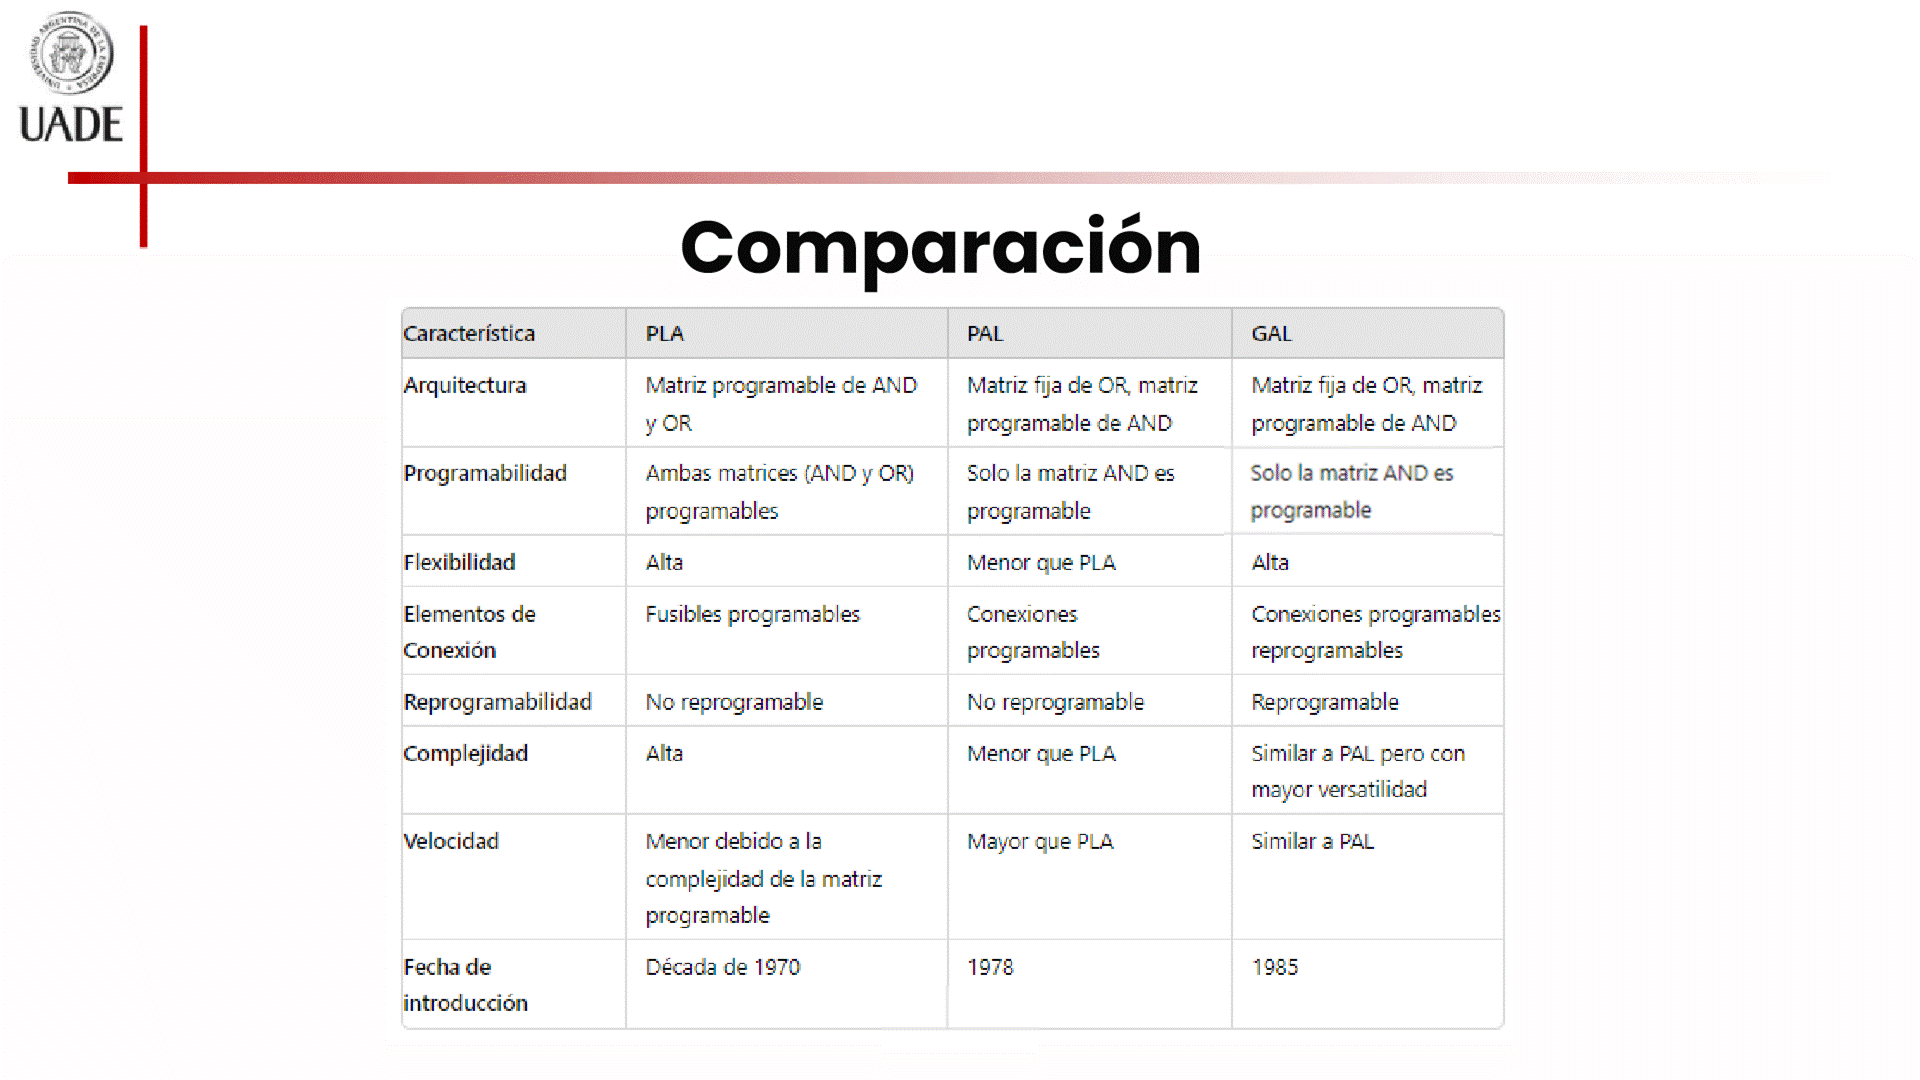 UNIVERSIDAD ARGENTINA DE LA EMPRESA
UADE
Comparación
Característica
PLA
PAL
GAL
Arquitectura
Matriz programable de AND
y OR
Matriz fija de OR, matriz
programable de AND
Matriz fija de OR, matriz
programable de AND
Programabilidad
Ambas matrices (AND y OR)
programables
Solo la matriz AND es
programable
Solo la matriz AND es
programable
Flexibilidad
Alta
Menor que PLA
Alta
Elementos de
Conexión
Fusibles programables
Conexiones
programables
Conexiones programables
reprogramables
Reprogramabilidad
No reprogramable
No reprogramable
Reprogramable
Complejidad
Alta
Menor que PLA
Similar a PAL pero con
mayor versatilidad
Velocidad
Menor debido a la
complejidad de la matriz
programable
Mayor que PLA
Similar a PAL
Fecha de
introducción
Década de 1970
1978
1985